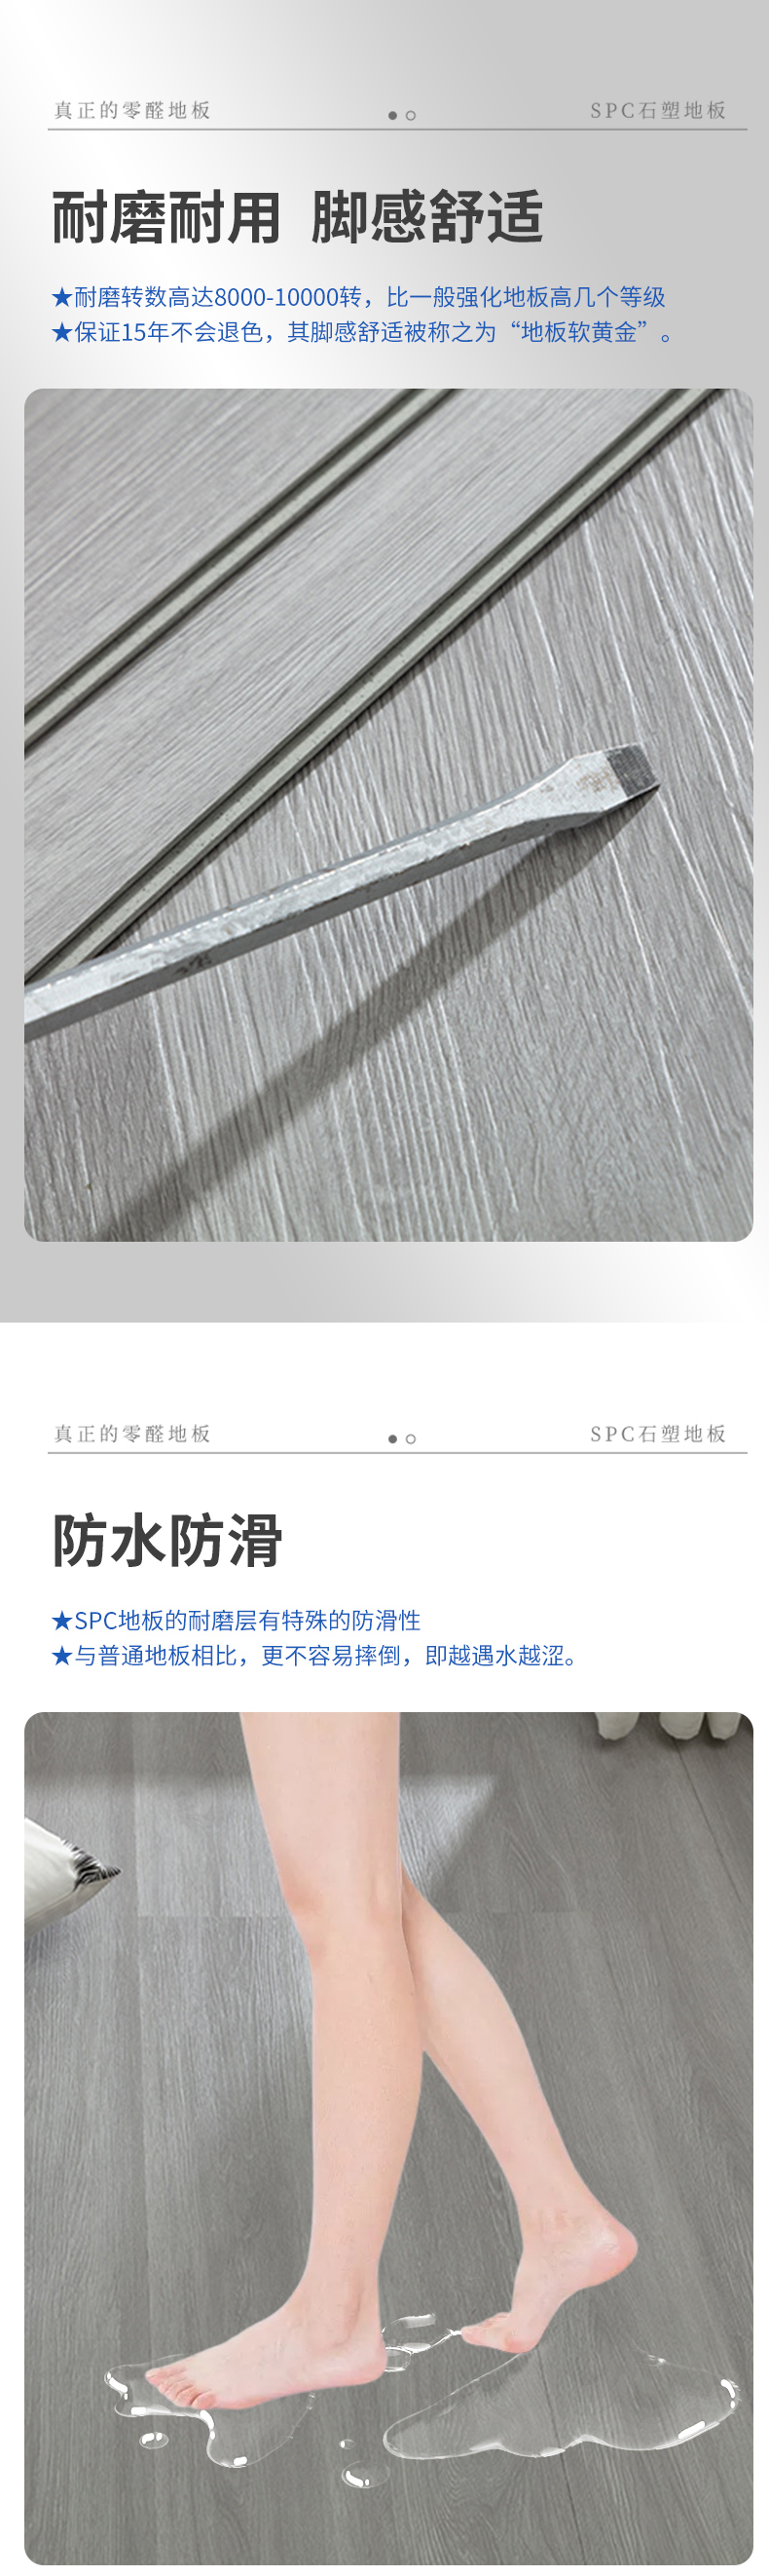 真正的零醛地板
SPC石塑地板
耐磨耐用 脚感舒适
★耐磨转数高达8000-10000转，比一般强化地板高几个等级
★保证15年不会退色，其脚感舒适被称之为“地板软黄金”。
真正的零醛地板
SPC石塑地板
防水防滑
★SPC地板的耐磨层有特殊的防滑性
★与普通地板相比，更不容易摔倒，即越遇水越涩。